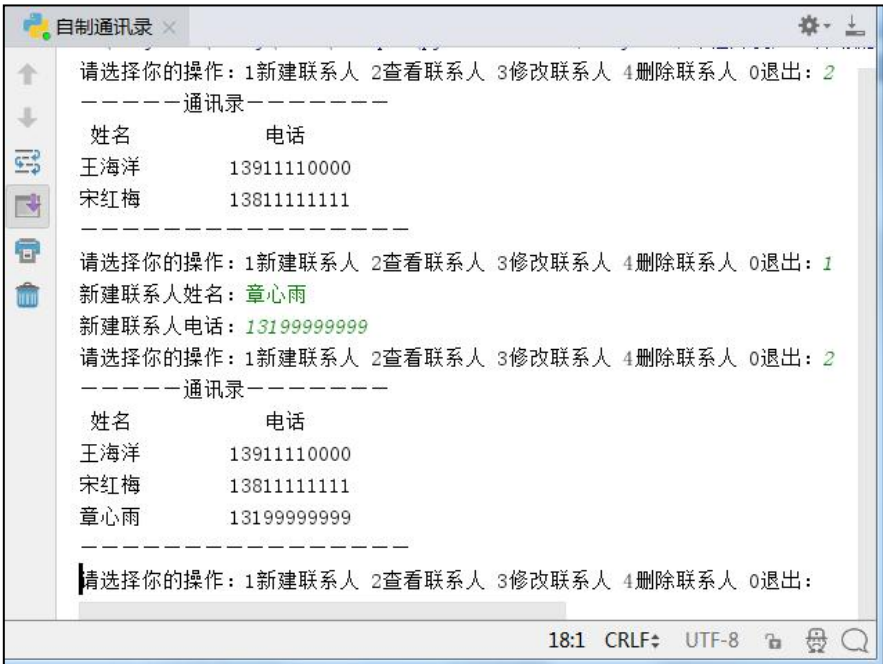 自制通讯录
请选择你的操作：1新建联系人 2查看联系人 3修改联系人 4删除联系人 0退出：2
－－－－－通讯录－－－－－－－
姓名 电话
王海洋 13911110000
宋红梅 13811111111
－－－－－－－－－－－－－－－－
请选择你的操作：1新建联系人 2查看联系人 3修改联系人 4删除联系人 0退出：1
新建联系人姓名：章心雨
新建联系人电话：13199999999
请选择你的操作：1新建联系人 2查看联系人 3修改联系人 4删除联系人 0退出：2
－－－－－通讯录－－－－－－－
姓名 电话
王海洋 13911110000
宋红梅 13811111111
章心雨 13199999999
－－－－－－－－－－－－－－－－
请选择你的操作：1新建联系人 2查看联系人 3修改联系人 4删除联系人 0退出：
18:1 CRLF UTF-8